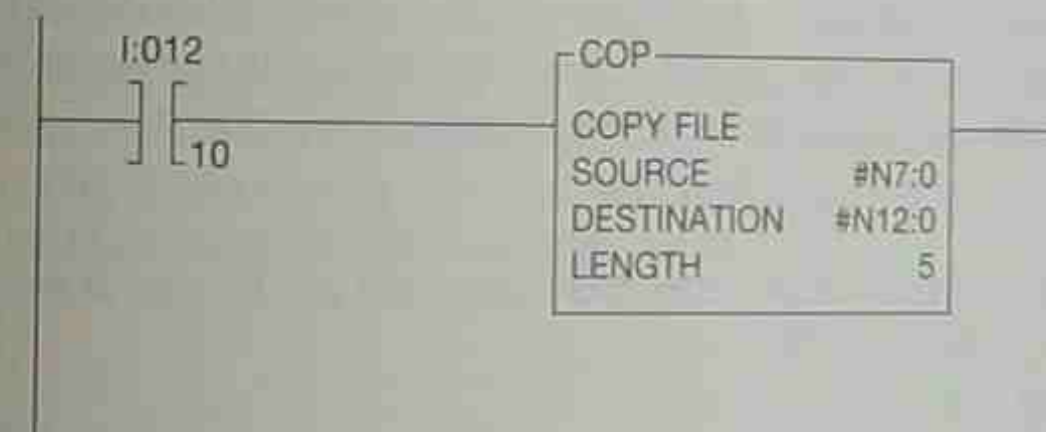 I:012
10
COP
COPY FILE
SOURCE #N7:0
DESTINATION #N12:0
LENGTH 5